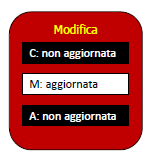 Modifica
C: non aggiornata
M: aggiornata
A: non aggiornata